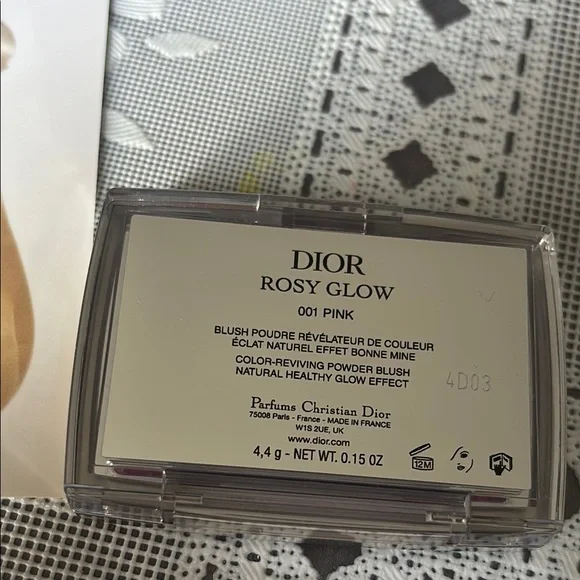 DIOR
ROSY GLOW
001 PINK
BLUSH POUDRE RÉVÉLATEUR DE COULEUR
ÉCLAT NATUREL EFFET BONNE MINE
COLOR-REVIVING POWDER BLUSH
NATURAL HEALTHY GLOW EFFECT
4D03
Parfums Christian Dior
75008 Paris - France - MADE IN FRANCE
W1S 2UE, UK
www.dior.com
4,4 g - NET WT. 0.15 OZ
12M